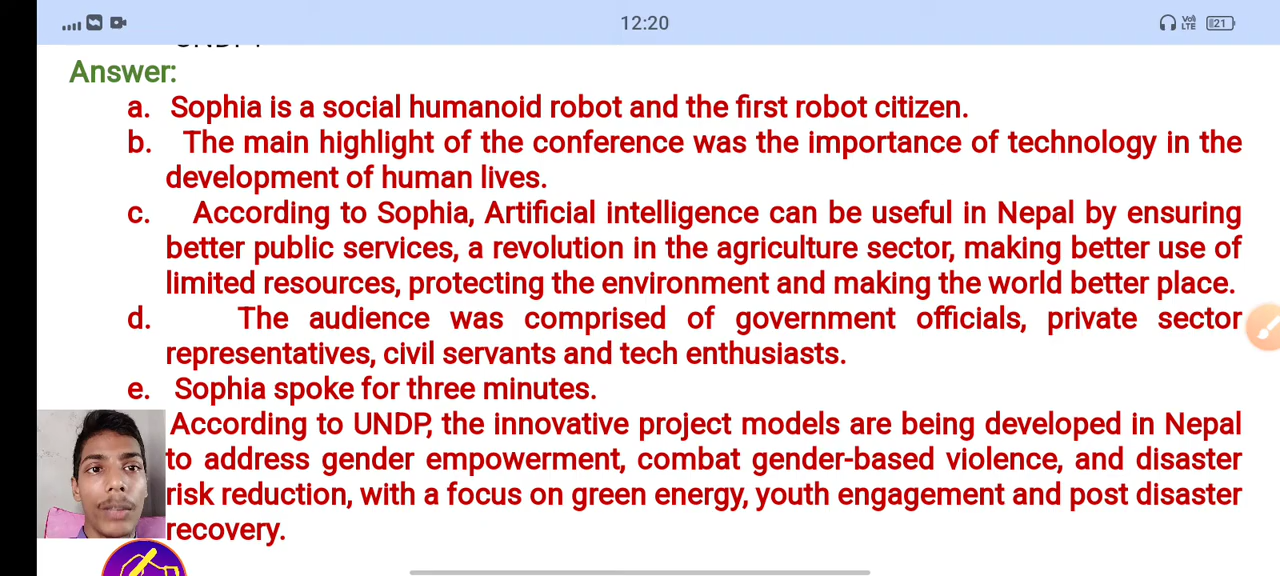 12:20
Vo) LTE 21
Answer:
a. Sophia is a social humanoid robot and the first robot citizen.
b. The main highlight of the conference was the importance of technology in the
development of human lives.
c. According to Sophia, Artificial intelligence can be useful in Nepal by ensuring
better public services, a revolution in the agriculture sector, making better use of
limited resources, protecting the environment and making the world better place.
d. The audience was comprised of government officials, private sector
representatives, civil servants and tech enthusiasts.
e. Sophia spoke for three minutes.
According to UNDP, the innovative project models are being developed in Nepal
to address gender empowerment, combat gender-based violence, and disaster
risk reduction, with a focus on green energy, youth engagement and post disaster
recovery.